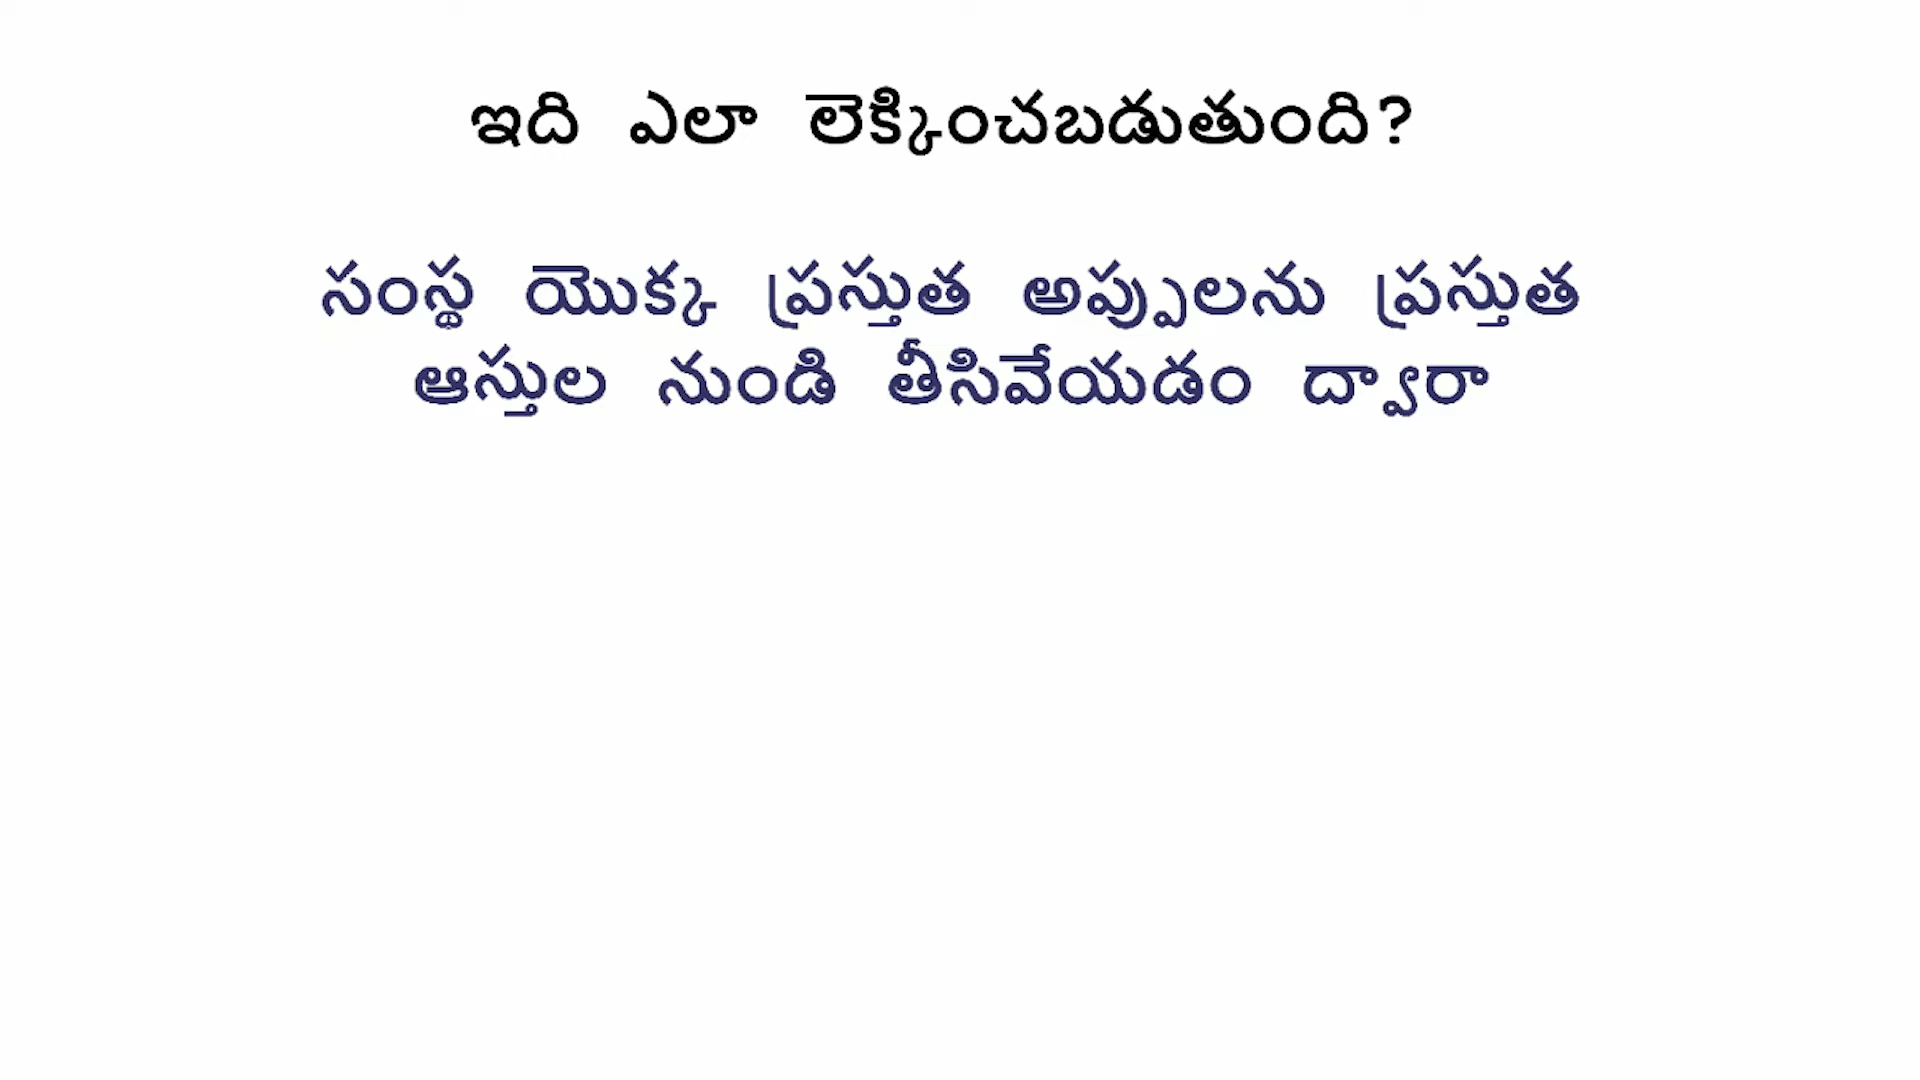 ఇది ఎలా లెక్కించబడుతుంది?
సంస్థ యొక్క ప్రస్తుత అప్పులను ప్రస్తుత
ఆస్తుల నుండి తీసివేయడం ద్వారా